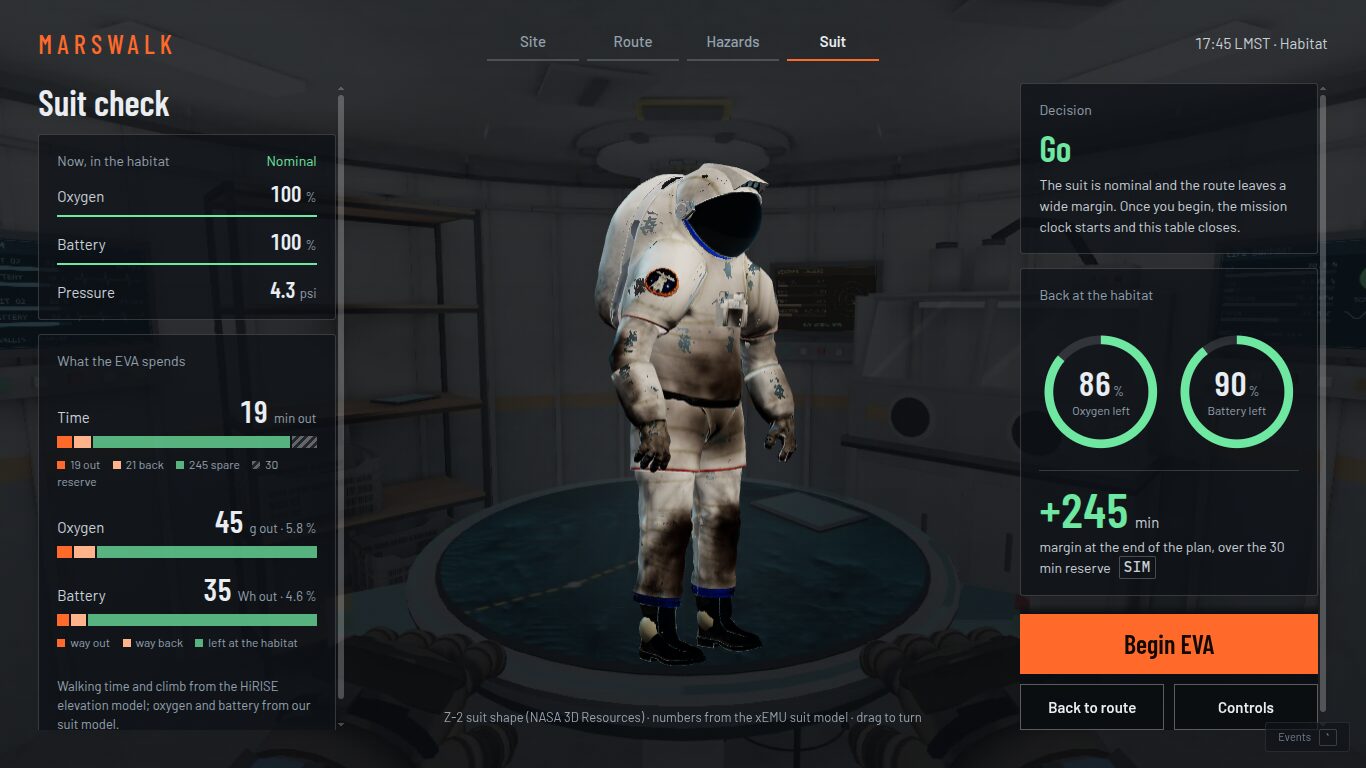 MARSWALK
Site
Route
Hazards
Suit
17:45 LMST · Habitat
Suit check
Now, in the habitat
Nominal
Oxygen
100 %
Battery
100 %
Pressure
4.3 psi
What the EVA spends
Time
19 min out
19 out
21 back
245 spare
30
reserve
Oxygen
45 g out · 5.8 %
Battery
35 Wh out · 4.6 %
way out
way back
left at the habitat
Walking time and climb from the HiRISE
elevation model; oxygen and battery from our
suit model.
Z-2 suit shape (NASA 3D Resources) · numbers from the xEMU suit model · drag to turn
Decision
Go
The suit is nominal and the route leaves a
wide margin. Once you begin, the mission
clock starts and this table closes.
Back at the habitat
86 %
Oxygen left
90 %
Battery left
+245 min
margin at the end of the plan, over the 30
min reserve SIM
Begin EVA
Back to route
Controls
Events `